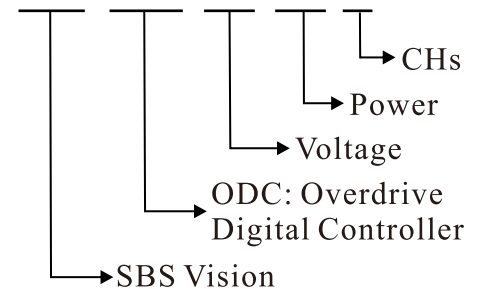 CHs
Power
Voltage
ODC: Overdrive
Digital Controller
SBS Vision